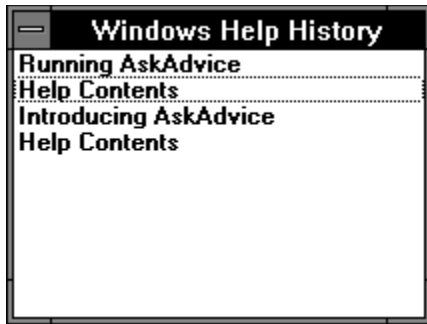 Windows Help History
Running AskAdvice
Help Contents
Introducing AskAdvice
Help Contents